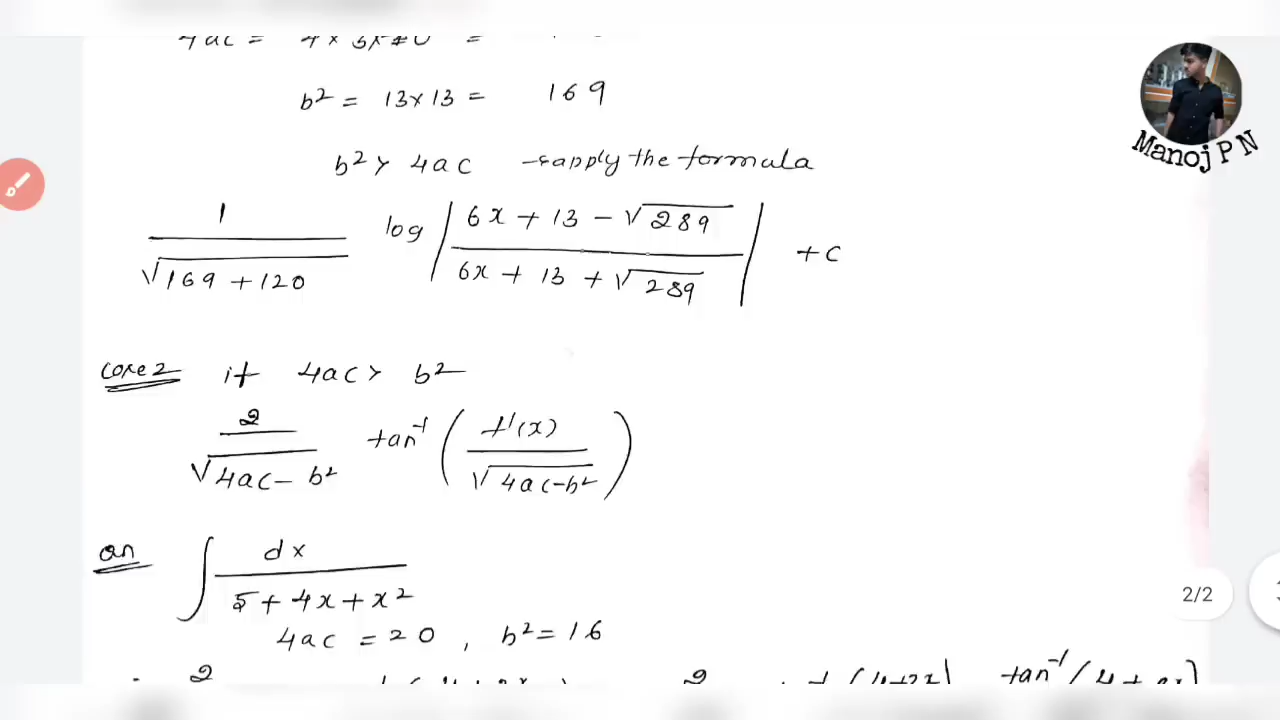 4ac =
b² = 13×13 = 169
b² > 4ac → apply the formula
1 / √169 + 120 log | 6x + 13 − √289 / 6x + 13 + √289 | + c
Case 2 if 4ac > b²
2 / √4ac − b² tan⁻¹ ( f'(x) / √4ac − b² )
an ∫ dx / 5 + 4x + x²
4ac = 20 , b² = 16
Manoj P N
2/2